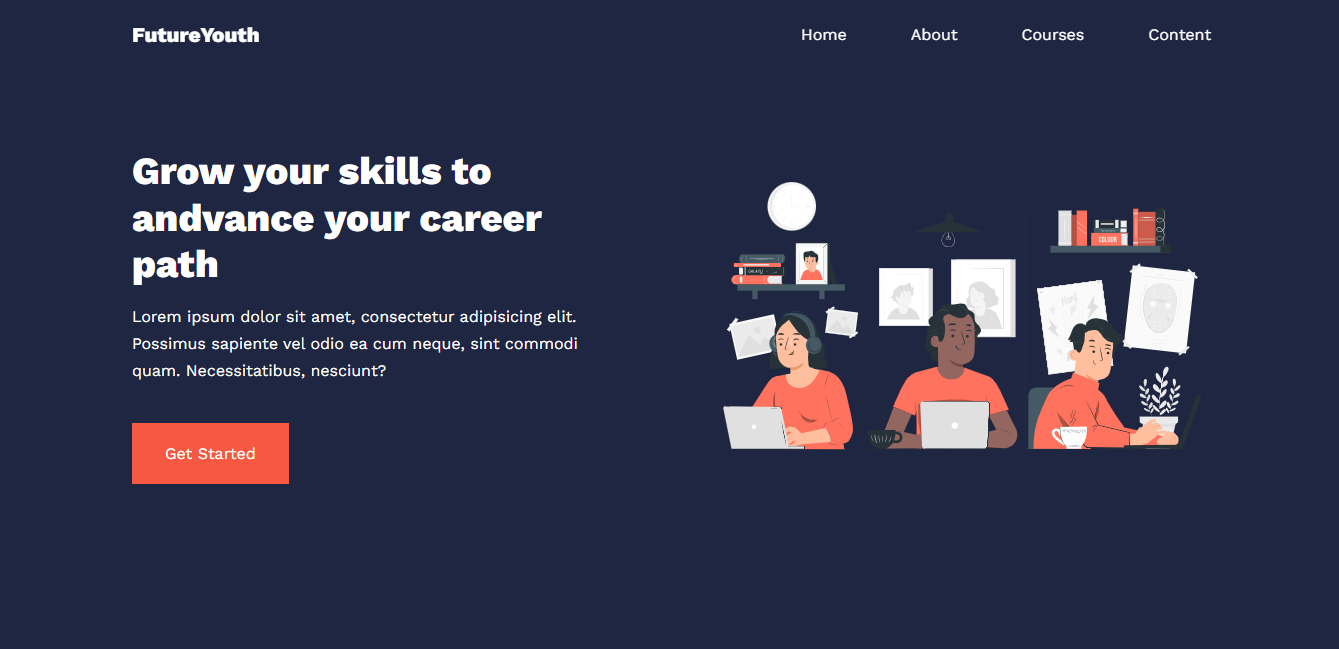 FutureYouth
Home About Courses Content
Grow your skills to
andvance your career
path
Lorem ipsum dolor sit amet, consectetur adipisicing elit.
Possimus sapiente vel odio ea cum neque, sint commodi
quam. Necessitatibus, nesciunt?
Get Started
COLOUR
GALAXY